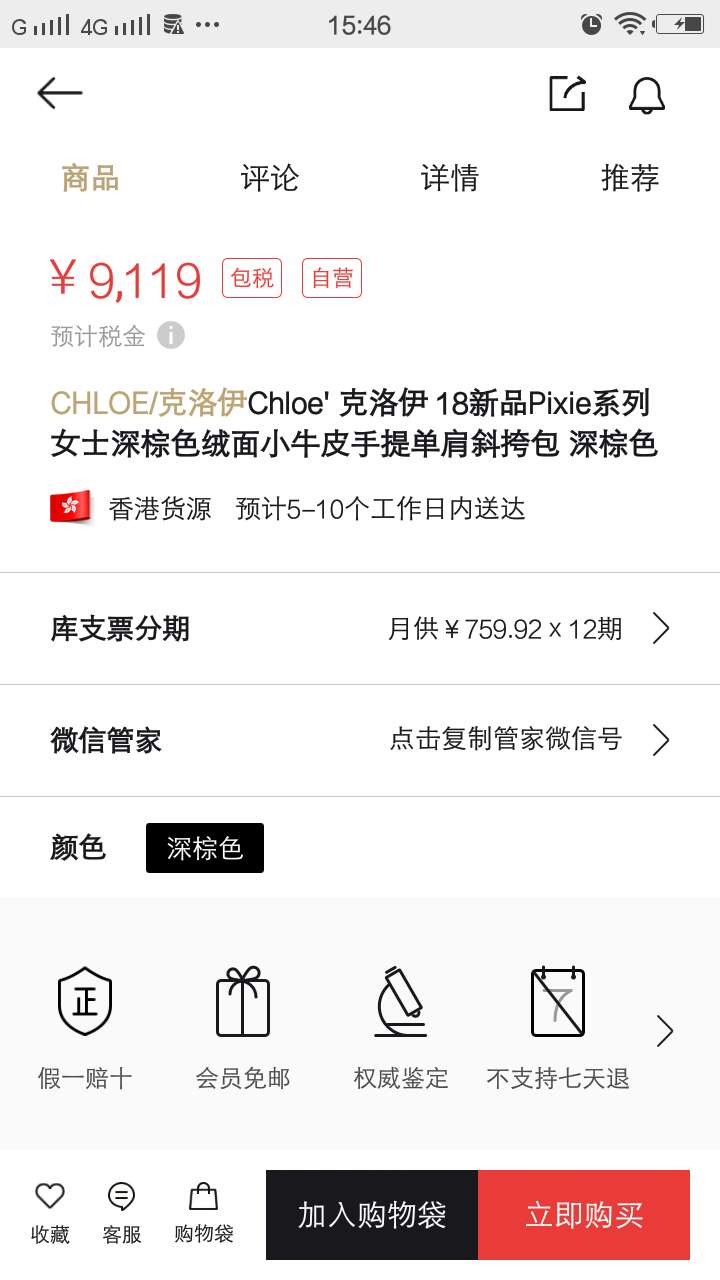 G 4G 15:46
商品 评论 详情 推荐
¥ 9,119 包税 自营
预计税金 i
CHLOE/克洛伊Chloe' 克洛伊 18新品Pixie系列
女士深棕色绒面小牛皮手提单肩斜挎包 深棕色
香港货源 预计5-10个工作日内送达
库支票分期 月供¥759.92 x 12期
微信管家 点击复制管家微信号
颜色 深棕色
正 7
假一赔十 会员免邮 权威鉴定 不支持七天退
收藏 客服 购物袋 加入购物袋 立即购买